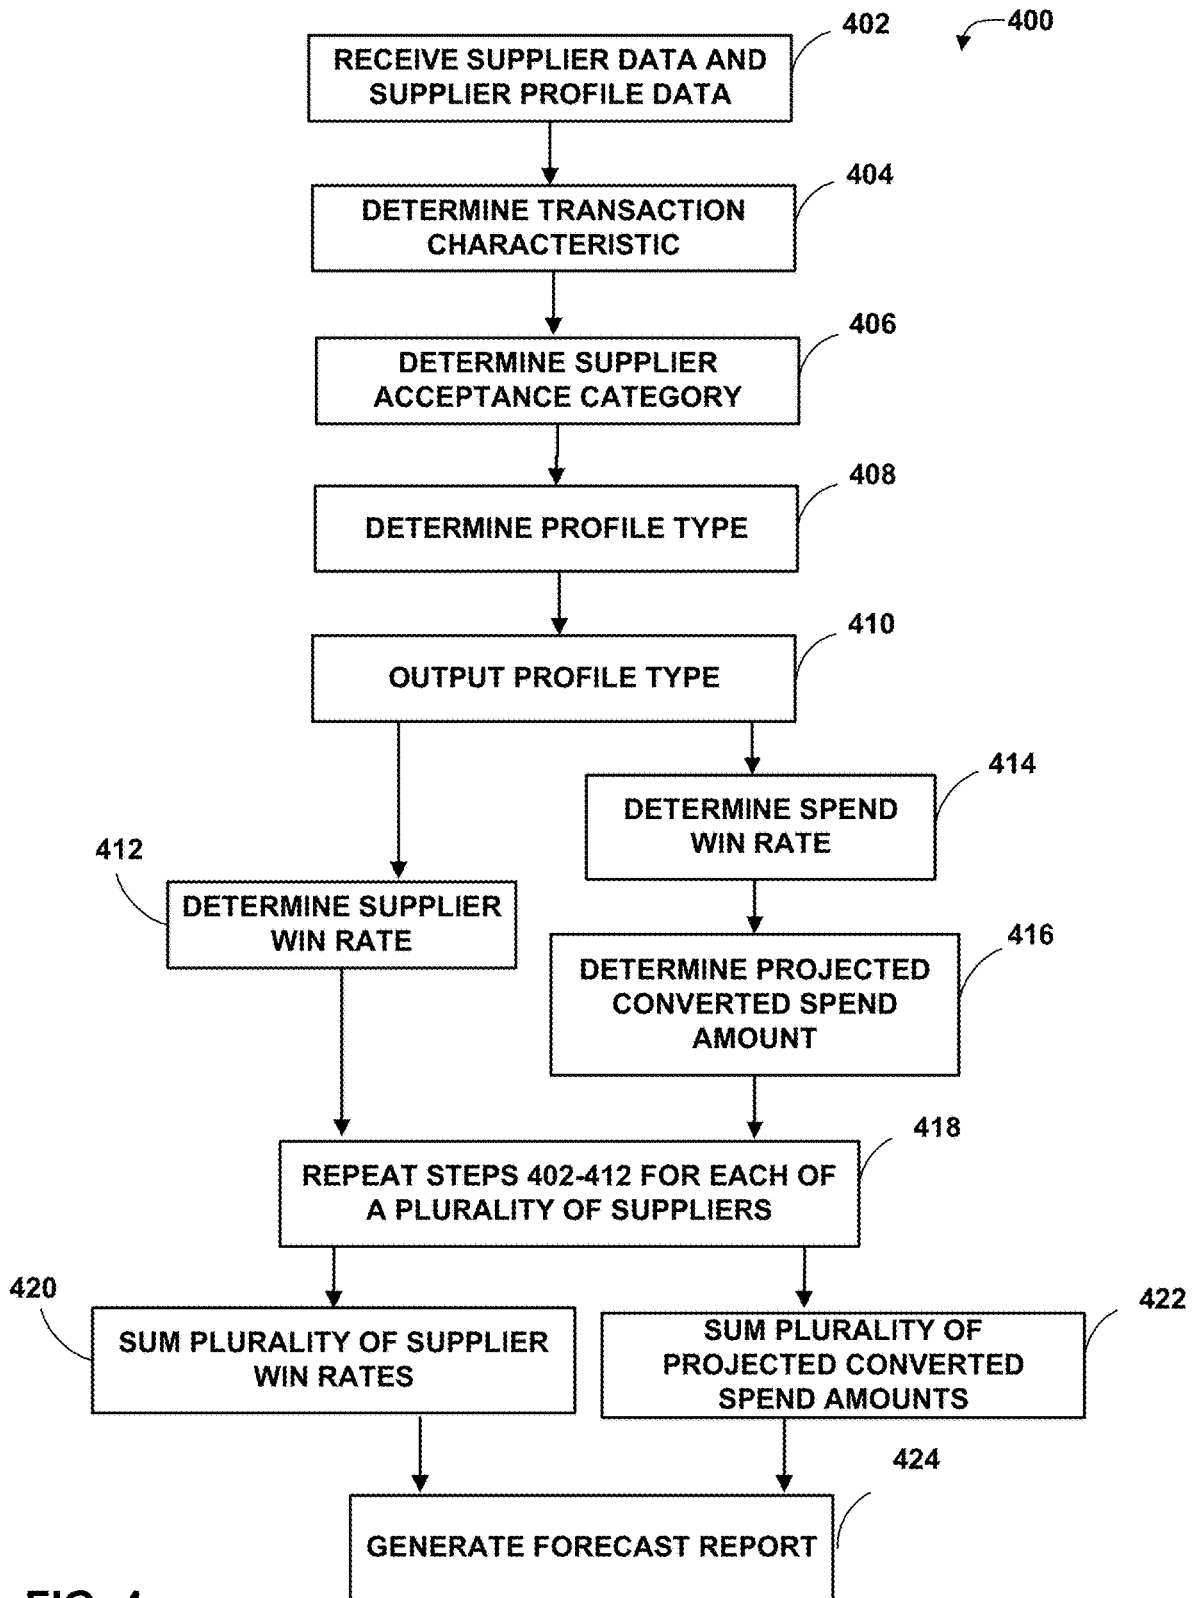 400
402
RECEIVE SUPPLIER DATA AND
SUPPLIER PROFILE DATA
404
DETERMINE TRANSACTION
CHARACTERISTIC
406
DETERMINE SUPPLIER
ACCEPTANCE CATEGORY
408
DETERMINE PROFILE TYPE
410
OUTPUT PROFILE TYPE
414
DETERMINE SPEND
WIN RATE
412
DETERMINE SUPPLIER
WIN RATE
416
DETERMINE PROJECTED
CONVERTED SPEND
AMOUNT
418
REPEAT STEPS 402-412 FOR EACH OF
A PLURALITY OF SUPPLIERS
420
SUM PLURALITY OF SUPPLIER
WIN RATES
422
SUM PLURALITY OF
PROJECTED CONVERTED
SPEND AMOUNTS
424
GENERATE FORECAST REPORT